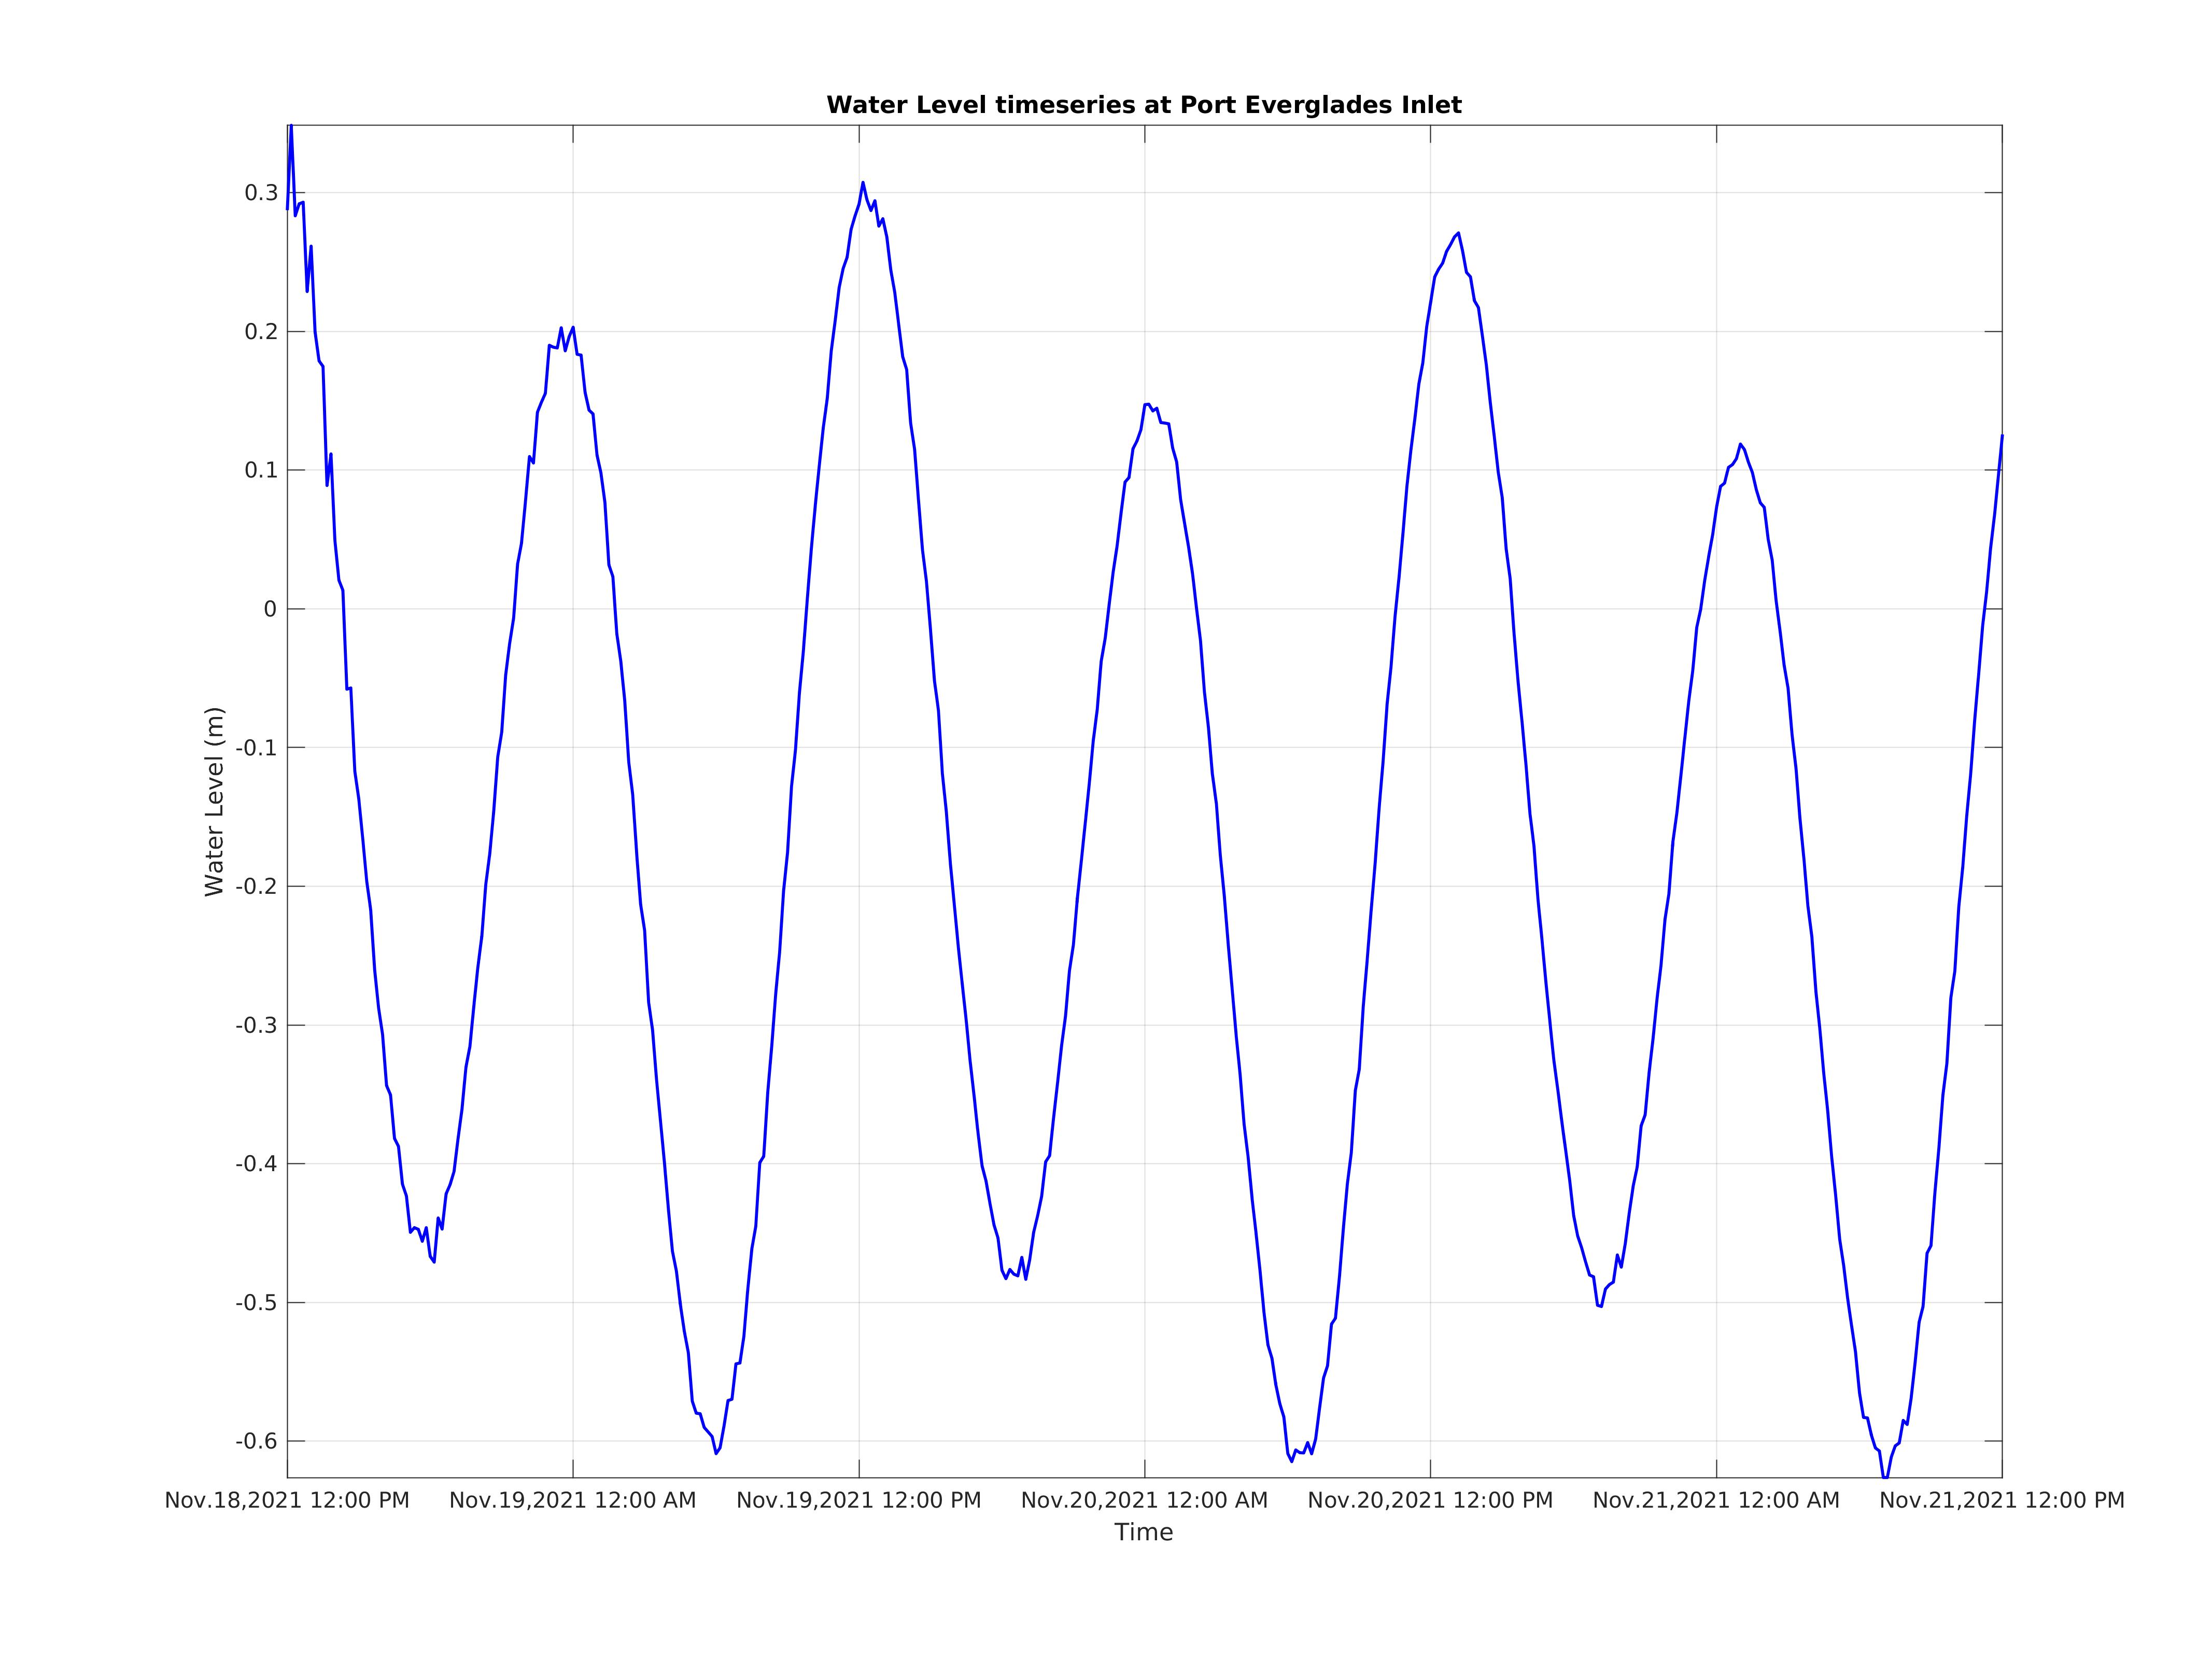 Water Level timeseries at Port Everglades Inlet
0.3
0.2
0.1
0
-0.1
-0.2
-0.3
-0.4
-0.5
-0.6
Water Level (m)
Nov.18,2021 12:00 PM
Nov.19,2021 12:00 AM
Nov.19,2021 12:00 PM
Nov.20,2021 12:00 AM
Nov.20,2021 12:00 PM
Nov.21,2021 12:00 AM
Nov.21,2021 12:00 PM
Time